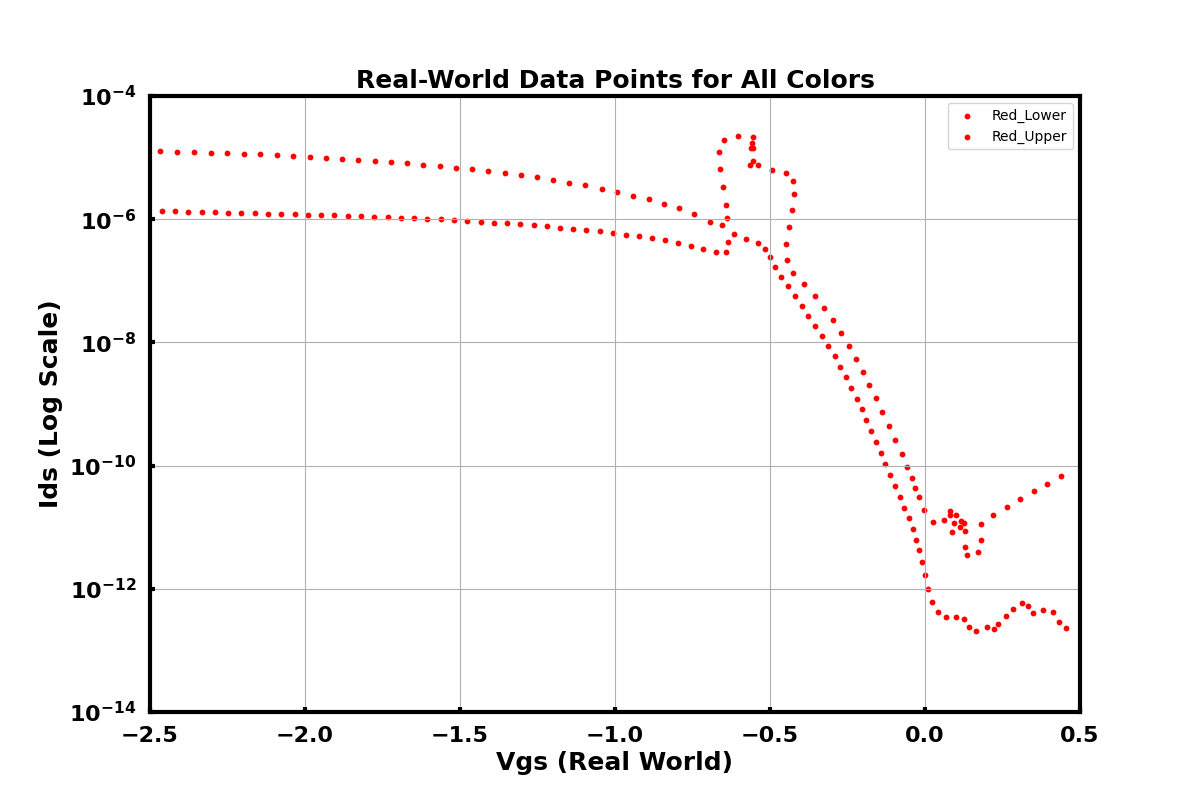 Real-World Data Points for All Colors
Red_Lower
Red_Upper
10⁻⁴
10⁻⁶
10⁻⁸
10⁻¹⁰
10⁻¹²
10⁻¹⁴
Ids (Log Scale)
−2.5 −2.0 −1.5 −1.0 −0.5 0.0 0.5
Vgs (Real World)